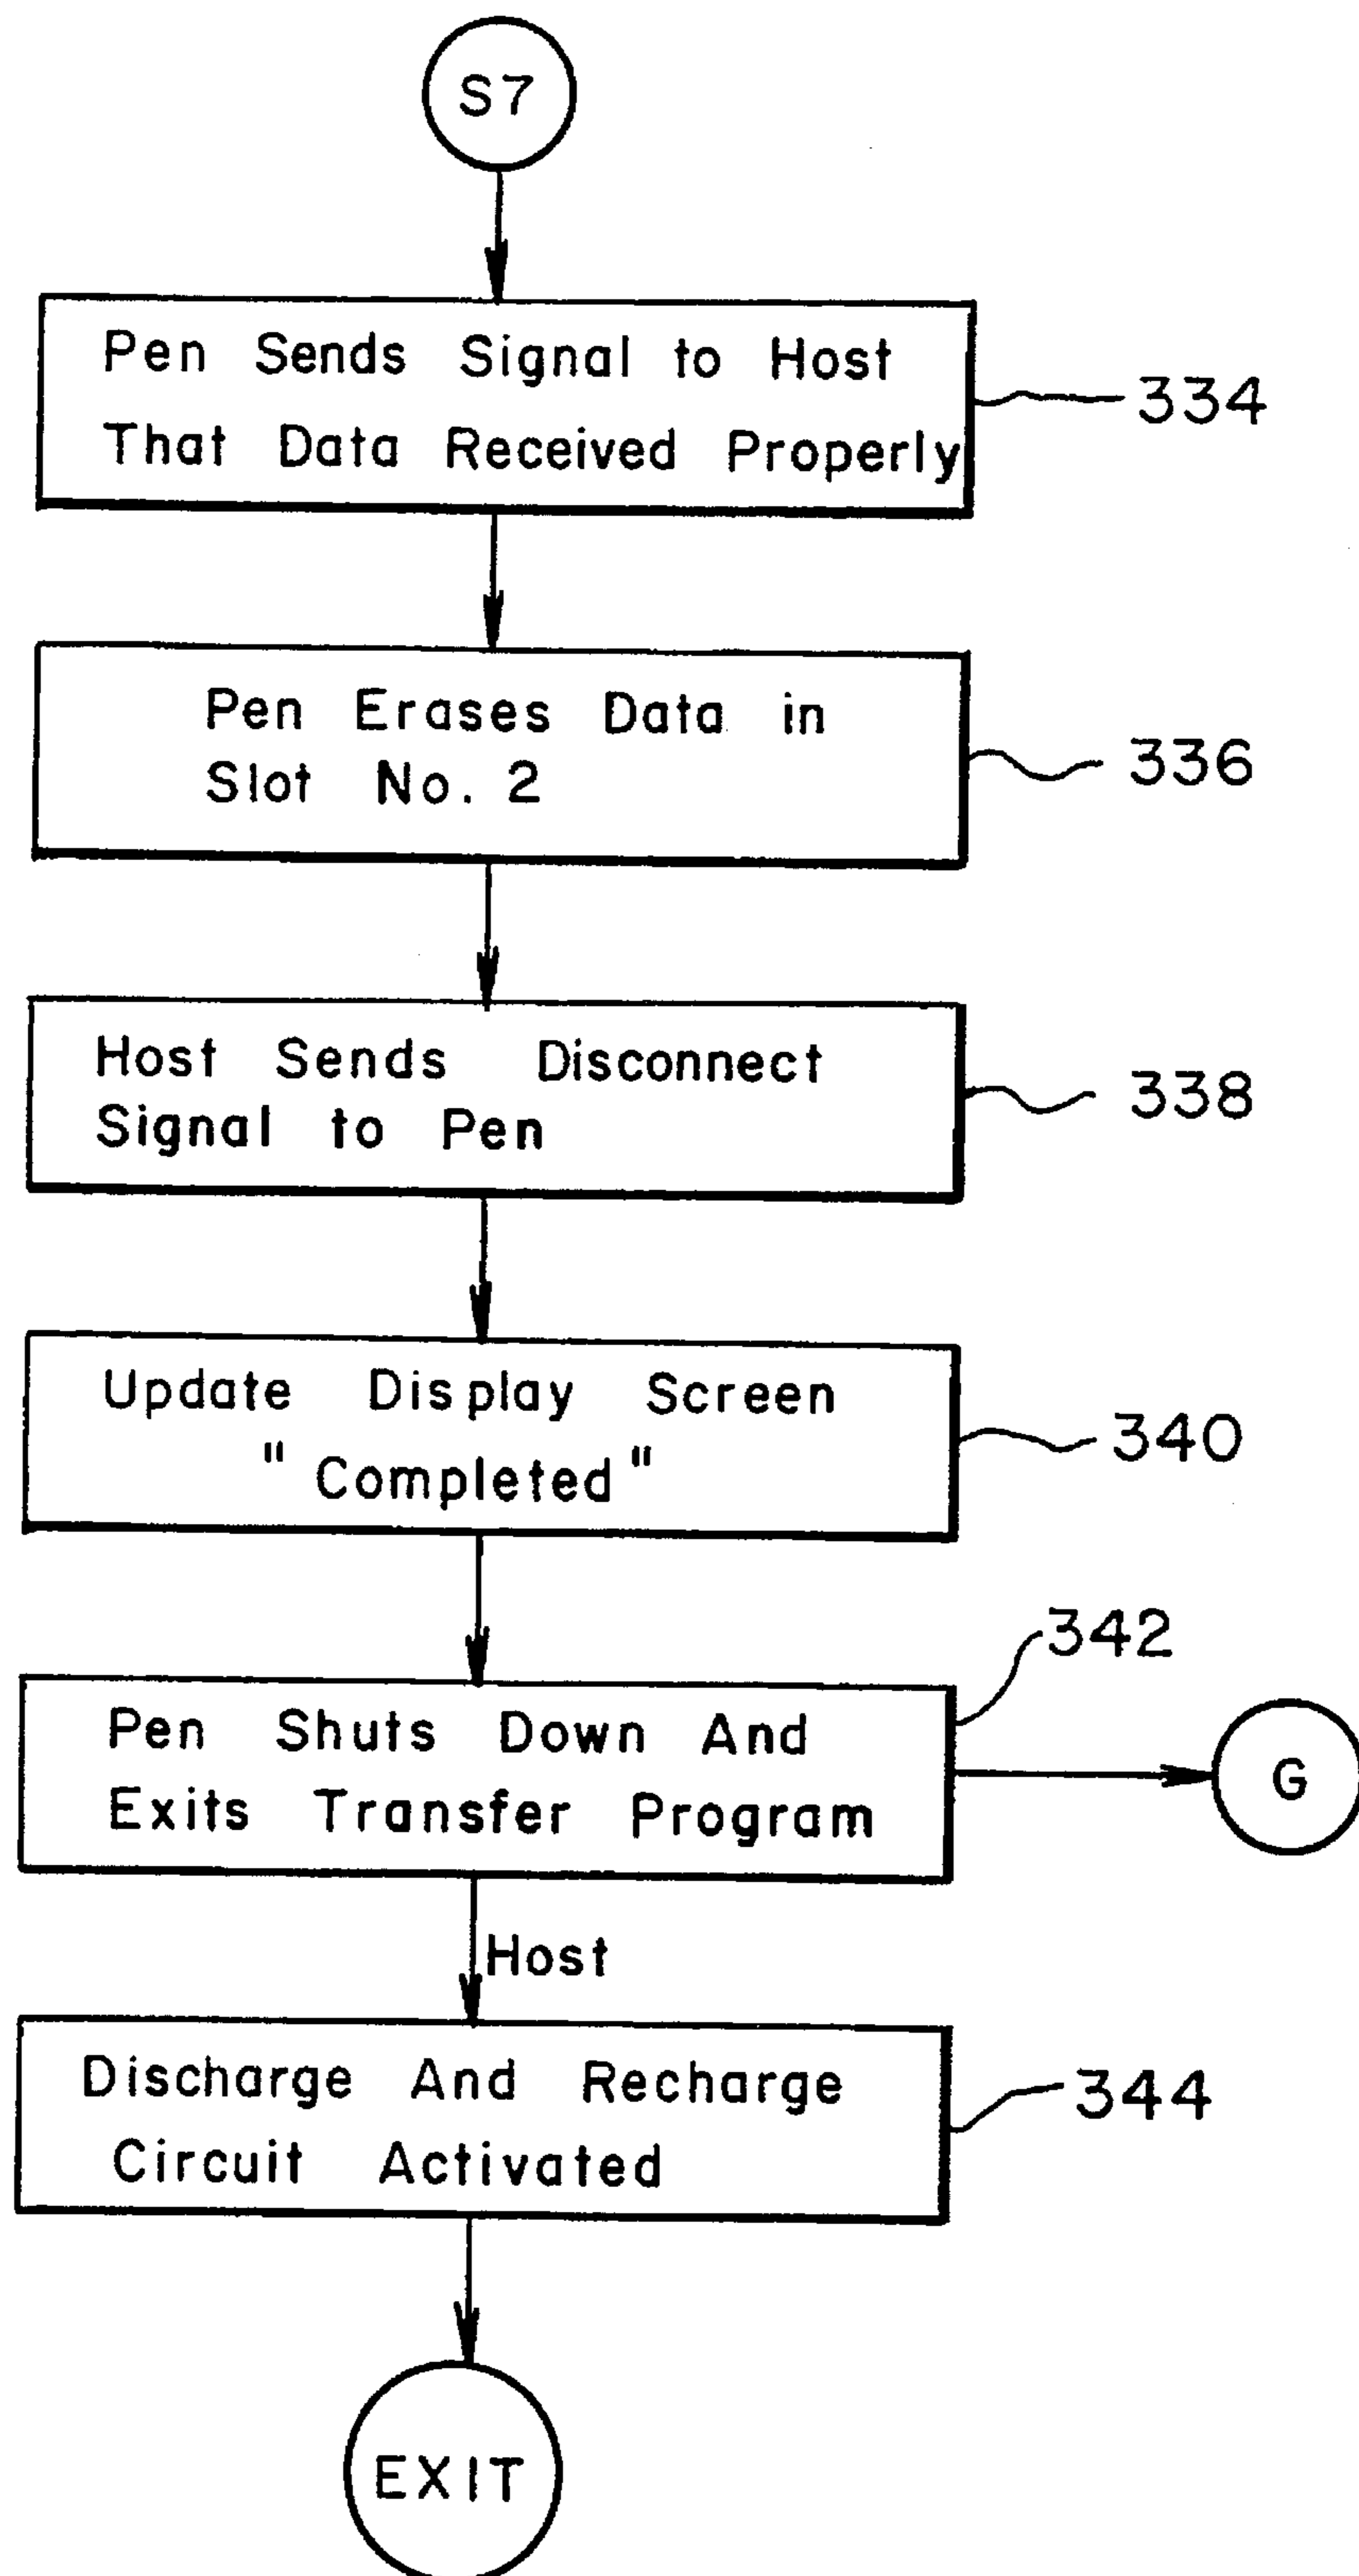 S7
Pen Sends Signal to Host
That Data Received Properly
334
Pen Erases Data in
Slot No. 2
336
Host Sends Disconnect
Signal to Pen
338
Update Display Screen
"Completed"
340
342
Pen Shuts Down And
Exits Transfer Program
G
Host
Discharge And Recharge
Circuit Activated
344
EXIT